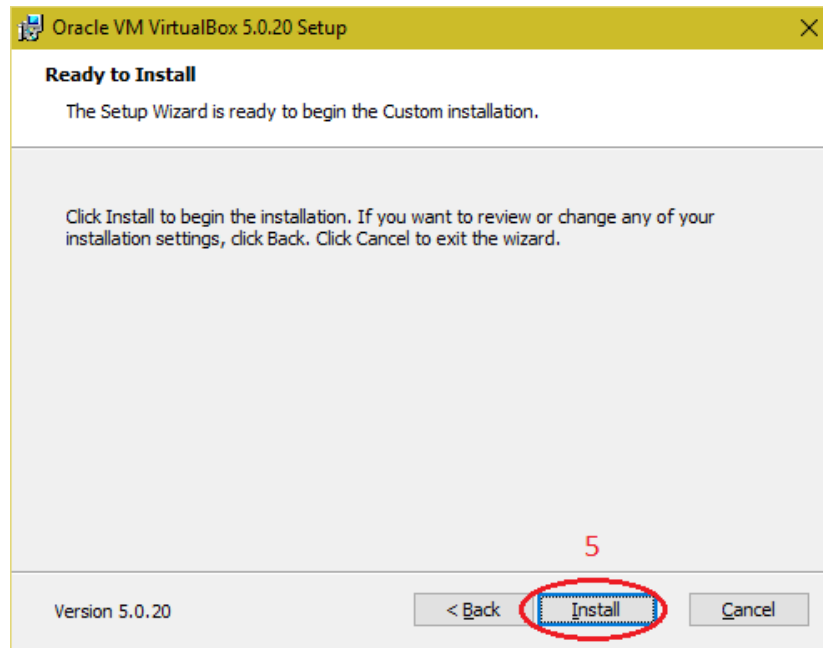 Oracle VM VirtualBox 5.0.20 Setup
Ready to Install
The Setup Wizard is ready to begin the Custom installation.
Click Install to begin the installation. If you want to review or change any of your
installation settings, click Back. Click Cancel to exit the wizard.
5
Version 5.0.20 < Back Install Cancel